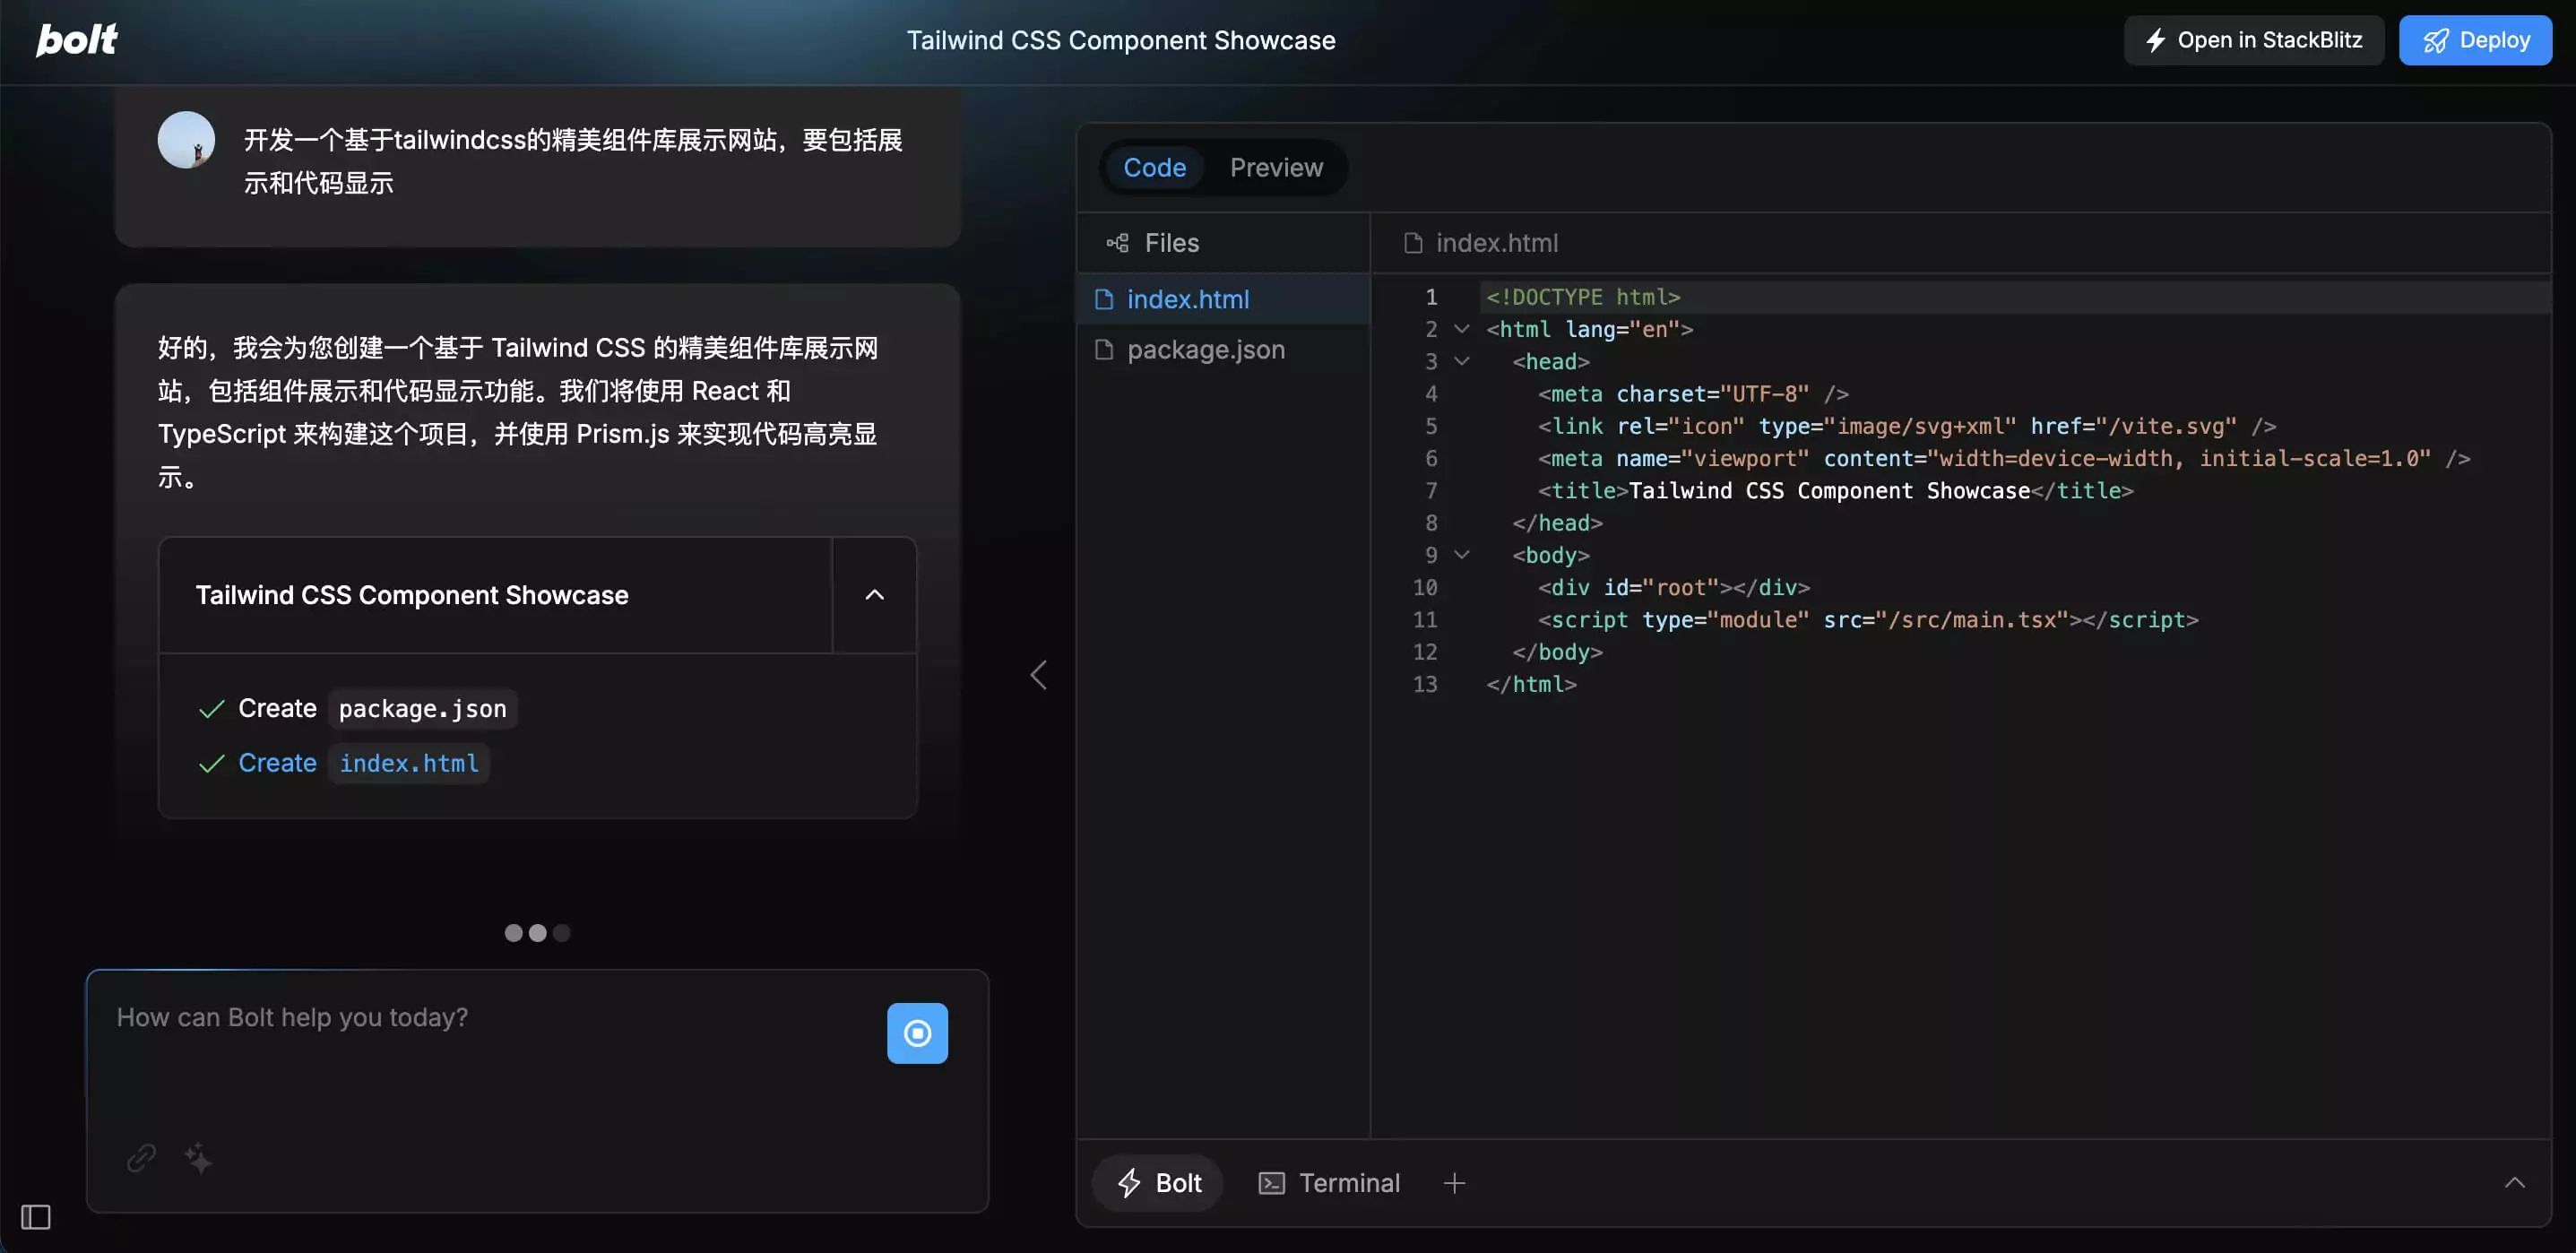 bolt
Tailwind CSS Component Showcase
Open in StackBlitz
Deploy
开发一个基于tailwindcss的精美组件库展示网站，要包括展
示和代码显示
好的，我会为您创建一个基于 Tailwind CSS 的精美组件库展示网
站，包括组件展示和代码显示功能。我们将使用 React 和
TypeScript 来构建这个项目，并使用 Prism.js 来实现代码高亮显
示。
Tailwind CSS Component Showcase
Create package.json
Create index.html
How can Bolt help you today?
Code Preview
Files
index.html
package.json
index.html
1 <!DOCTYPE html>
2 <html lang="en">
3 <head>
4 <meta charset="UTF-8" />
5 <link rel="icon" type="image/svg+xml" href="/vite.svg" />
6 <meta name="viewport" content="width=device-width, initial-scale=1.0" />
7 <title>Tailwind CSS Component Showcase</title>
8 </head>
9 <body>
10 <div id="root"></div>
11 <script type="module" src="/src/main.tsx"></script>
12 </body>
13 </html>
Bolt
Terminal